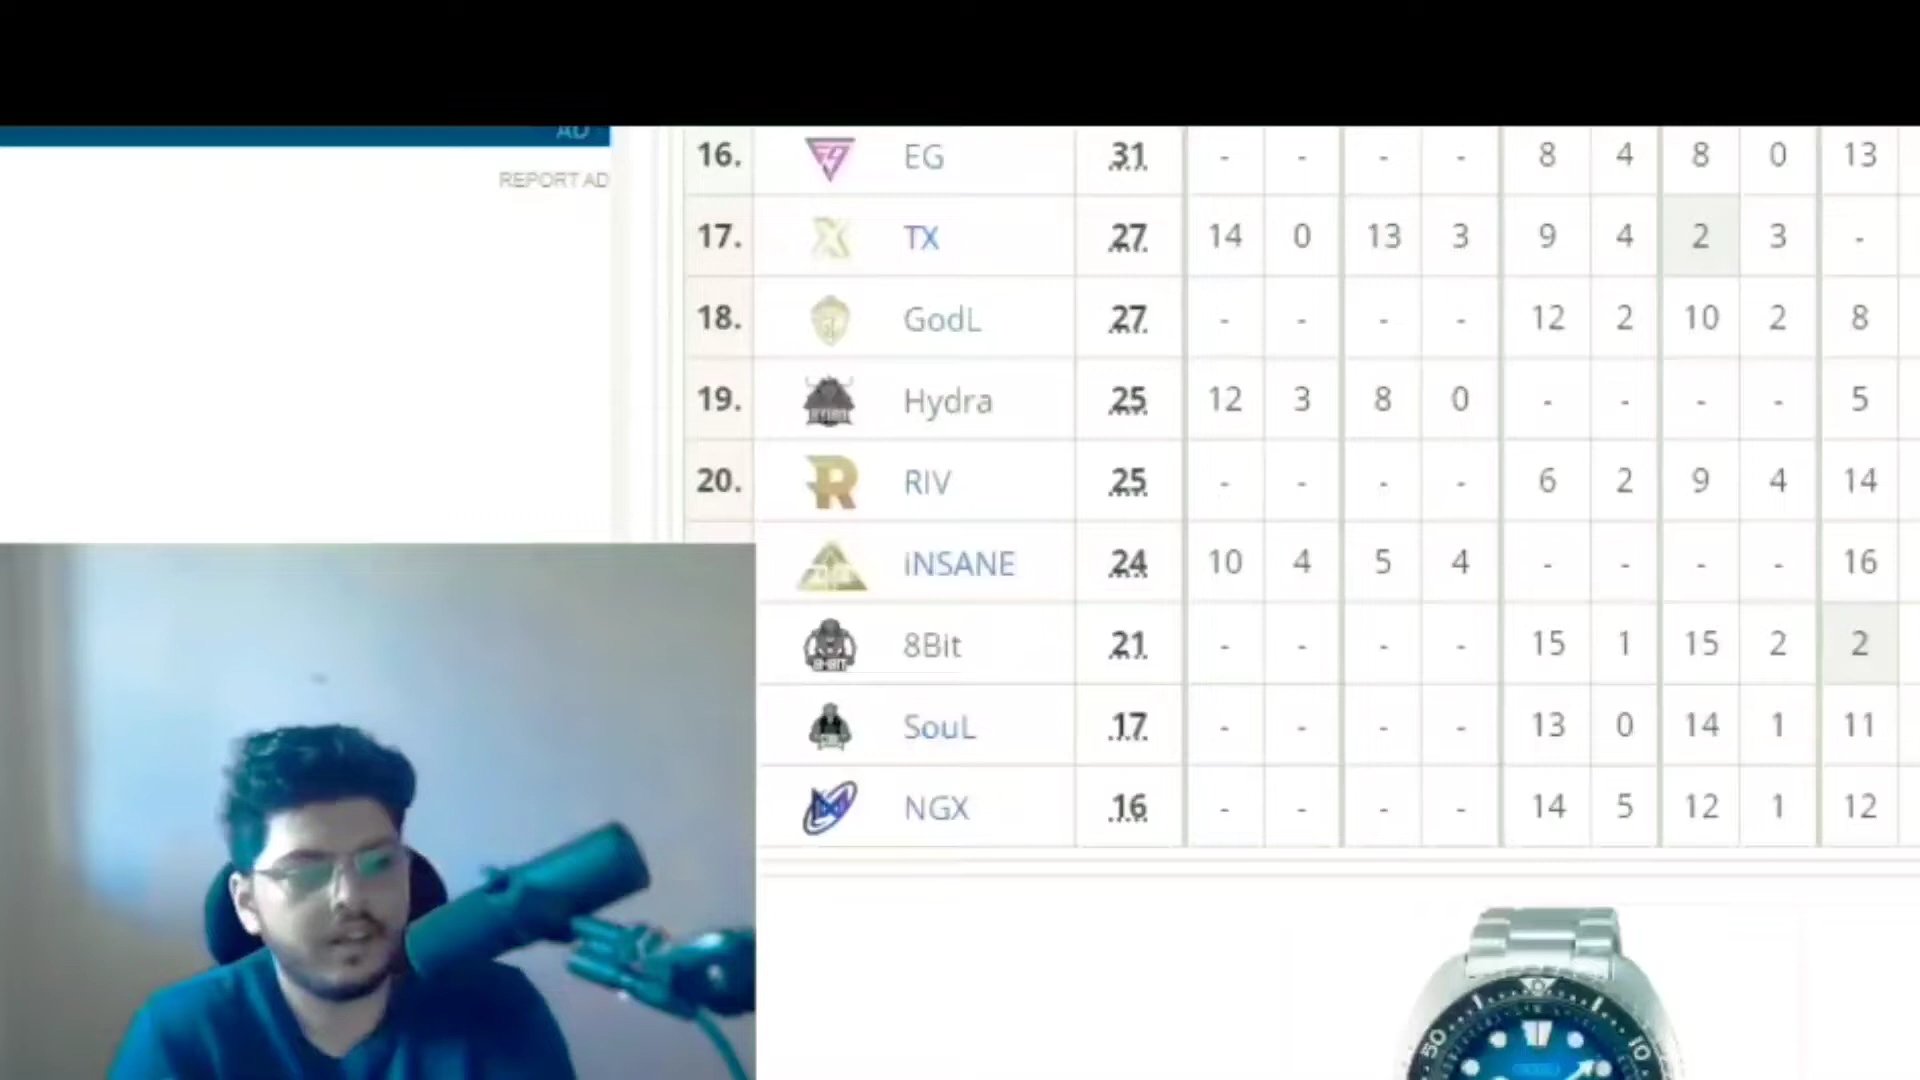 AD
REPORT AD
16. EG 31 - - - - 8 4 8 0 13
17. TX 27 14 0 13 3 9 4 2 3 -
18. GodL 27 - - - - 12 2 10 2 8
19. Hydra 25 12 3 8 0 - - - - 5
20. RIV 25 - - - - 6 2 9 4 14
iNSANE 24 10 4 5 4 - - - - 16
8Bit 21 - - - - 15 1 15 2 2
SouL 17 - - - - 13 0 14 1 11
NGX 16 - - - - 14 5 12 1 12
50 10